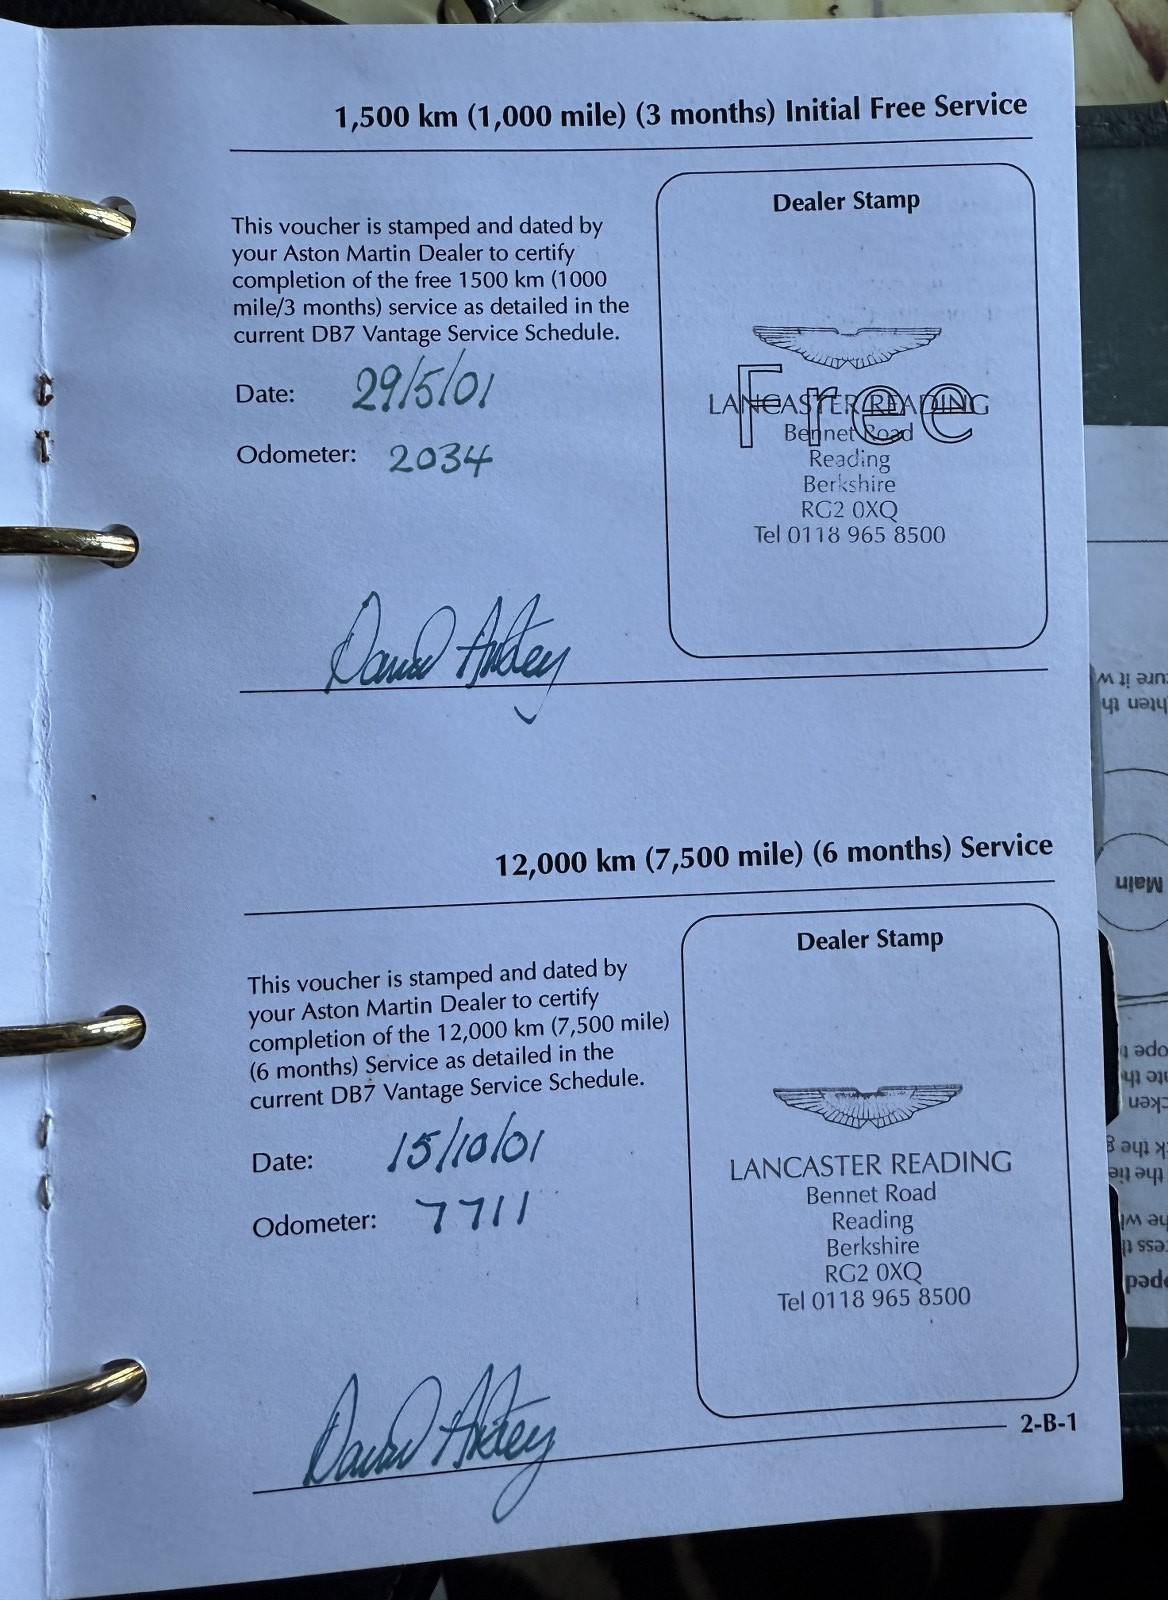 1,500 km (1,000 mile) (3 months) Initial Free Service
This voucher is stamped and dated by
your Aston Martin Dealer to certify
completion of the free 1500 km (1000
mile/3 months) service as detailed in the
current DB7 Vantage Service Schedule.
Date: 29/5/01
Odometer: 2034
Dealer Stamp
Free
LANCASTER READING
Bennet Road
Reading
Berkshire
RG2 0XQ
Tel 0118 965 8500
David
12,000 km (7,500 mile) (6 months) Service
This voucher is stamped and dated by
your Aston Martin Dealer to certify
completion of the 12,000 km (7,500 mile)
(6 months) Service as detailed in the
current DB7 Vantage Service Schedule.
Date: 15/10/01
Odometer: 7711
Dealer Stamp
LANCASTER READING
Bennet Road
Reading
Berkshire
RG2 0XQ
Tel 0118 965 8500
David
2-B-1
Main